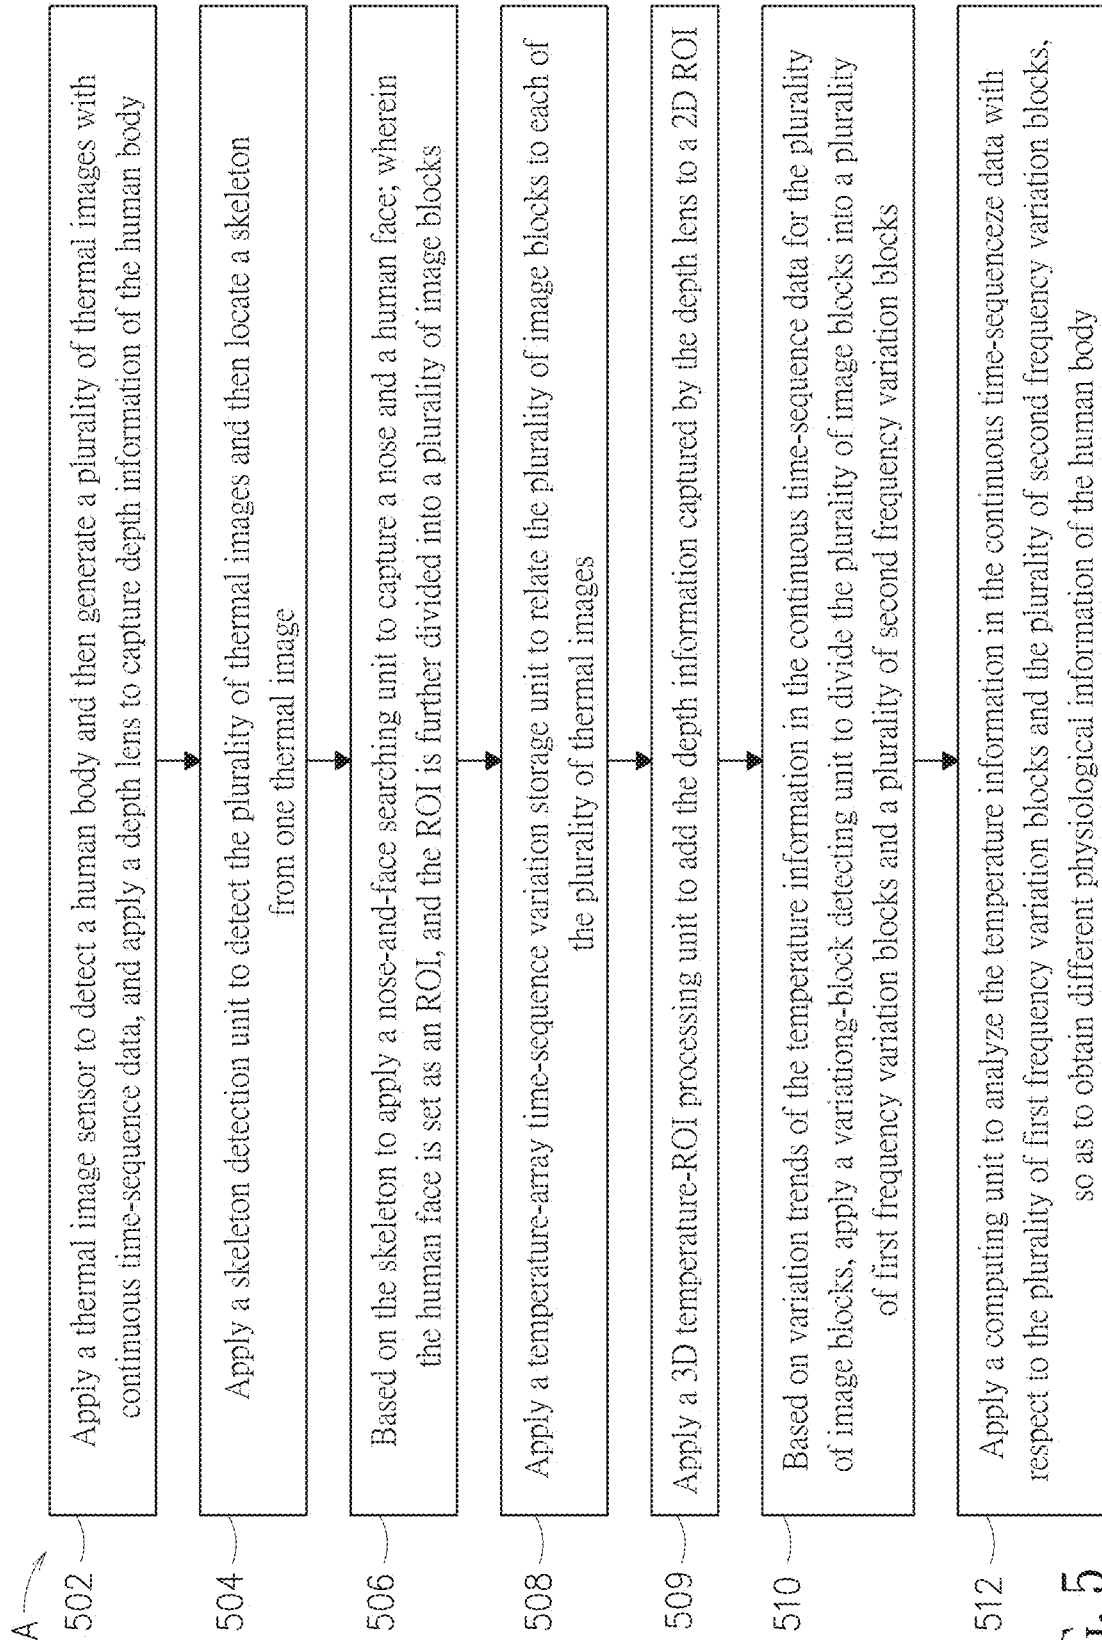 A
502
Apply a thermal image sensor to detect a human body and then generate a plurality of thermal images with
continuous time-sequence data, and apply a depth lens to capture depth information of the human body
504
Apply a skeleton detection unit to detect the plurality of thermal images and then locate a skeleton
from one thermal image
506
Based on the skeleton to apply a nose-and-face searching unit to capture a nose and a human face; wherein
the human face is set as an ROI, and the ROI is further divided into a plurality of image blocks
508
Apply a temperature-array time-sequence variation storage unit to relate the plurality of image blocks to each of
the plurality of thermal images
509
Apply a 3D temperature-ROI processing unit to add the depth information captured by the depth lens to a 2D ROI
510
Based on variation trends of the temperature information in the continuous time-sequence data for the plurality
of image blocks, apply a variationg-block detecting unit to divide the plurality of image blocks into a plurality
of first frequency variation blocks and a plurality of second frequency variation blocks
512
Apply a computing unit to analyze the temperature information in the continuous time-sequenceze data with
respect to the plurality of first frequency variation blocks and the plurality of second frequency variation blocks,
so as to obtain different physiological information of the human body
5